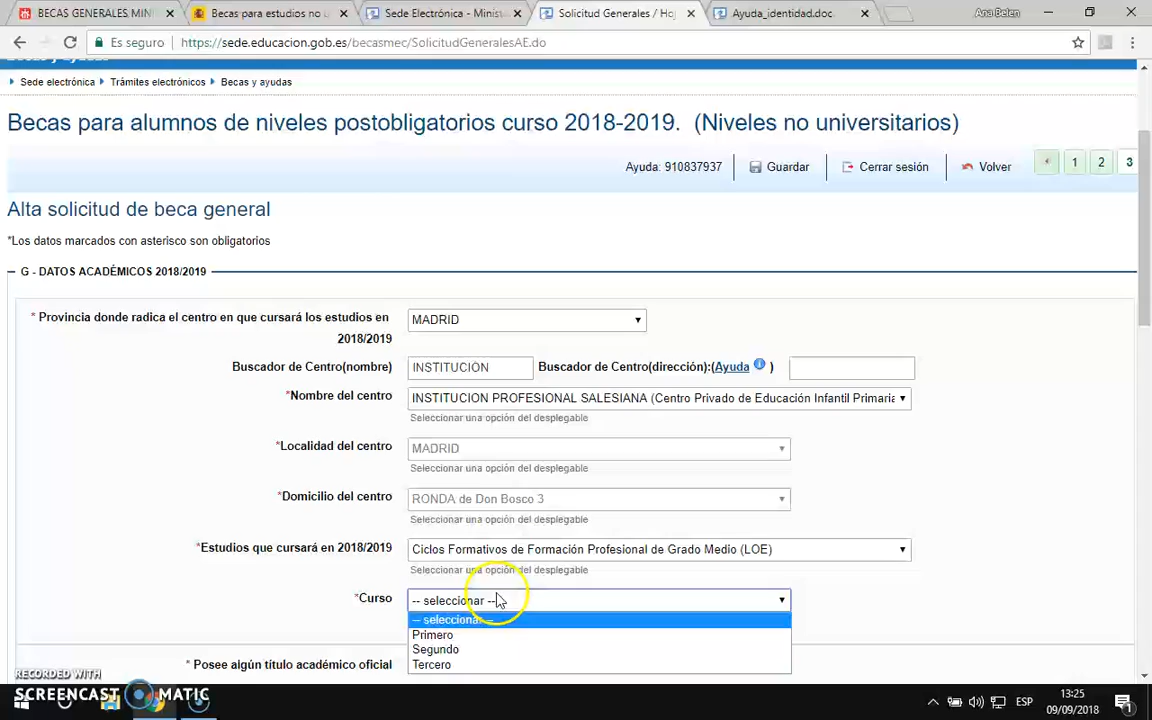 BECAS GENERALES MINI
Becas para estudios no u
Sede Electrónica - Minist
Solicitud Generales / Ho
Ayuda_identidad.doc
Ana Belen
Es seguro
https://sede.educacion.gob.es/becasmec/SolicitudGeneralesAE.do
Becas y ayudas
Sede electrónica Trámites electrónicos Becas y ayudas
Becas para alumnos de niveles postobligatorios curso 2018-2019. (Niveles no universitarios)
Ayuda: 910837937 Guardar Cerrar sesión Volver 1 2 3
Alta solicitud de beca general
*Los datos marcados con asterisco son obligatorios
G - DATOS ACADÉMICOS 2018/2019
* Provincia donde radica el centro en que cursará los estudios en
2018/2019
MADRID
Buscador de Centro(nombre) INSTITUCIÓN Buscador de Centro(dirección):(Ayuda i )
*Nombre del centro INSTITUCION PROFESIONAL SALESIANA (Centro Privado de Educación Infantil Primaria
Seleccionar una opción del desplegable
*Localidad del centro MADRID
Seleccionar una opción del desplegable
*Domicilio del centro RONDA de Don Bosco 3
Seleccionar una opción del desplegable
*Estudios que cursará en 2018/2019 Ciclos Formativos de Formación Profesional de Grado Medio (LOE)
Seleccionar una opción del desplegable
*Curso -- seleccionar --
-- seleccionar --
Primero
Segundo
Tercero
* Posee algún título académico oficial
RECORDED WITH
SCREENCAST MATIC
ESP
13:25
09/09/2018
1